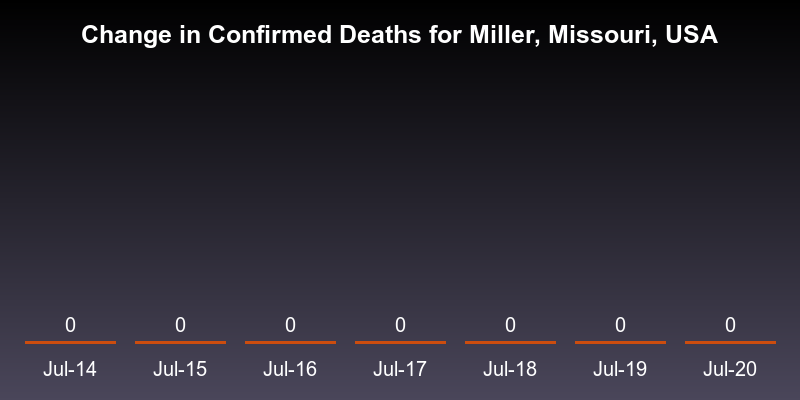 Change in Confirmed Deaths for Miller, Missouri, USA
0 0 0 0 0 0 0
Jul-14 Jul-15 Jul-16 Jul-17 Jul-18 Jul-19 Jul-20